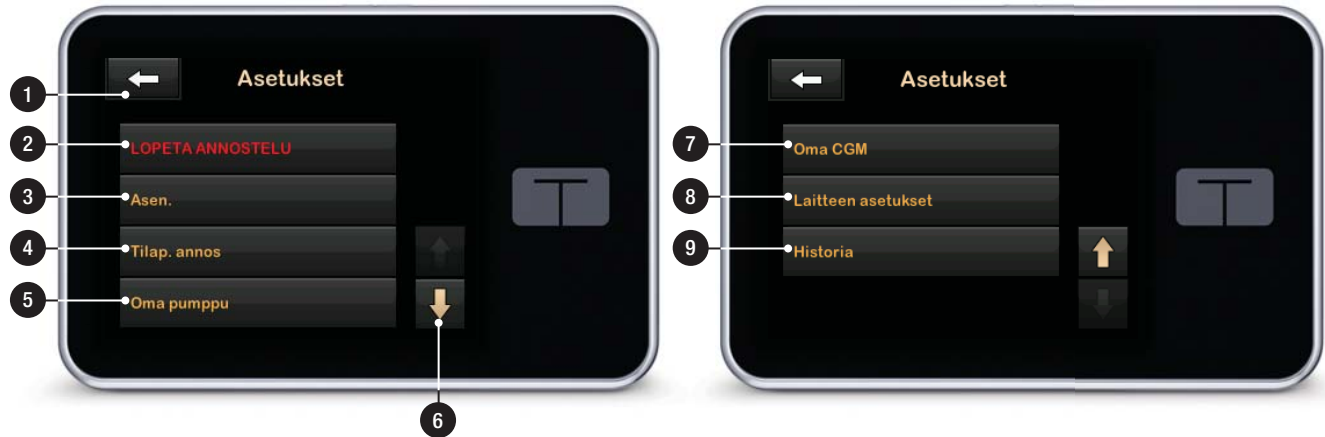 Asetukset
1
2
LOPETA ANNOSTELU
3
Asen.
4
Tilap. annos
5
Oma pumppu
6
Asetukset
7
Oma CGM
8
Laitteen asetukset
9
Historia